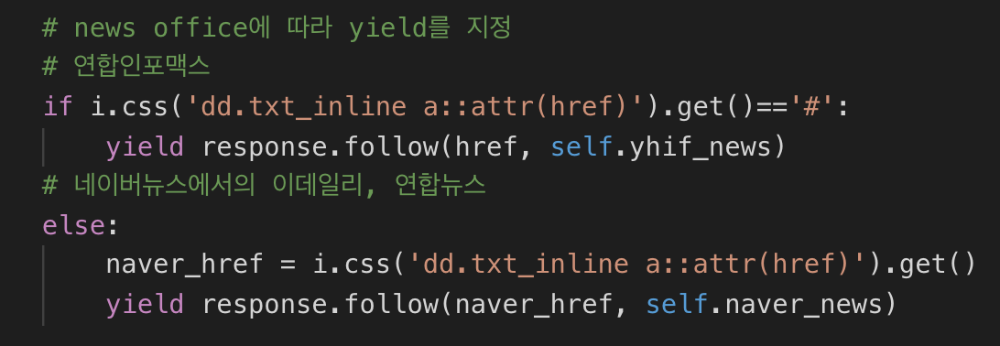 # news office에 따라 yield를 지정
# 연합인포맥스
if i.css('dd.txt_inline a::attr(href)').get()=='#':
    yield response.follow(href, self.yhif_news)
# 네이버뉴스에서의 이데일리, 연합뉴스
else:
    naver_href = i.css('dd.txt_inline a::attr(href)').get()
    yield response.follow(naver_href, self.naver_news)